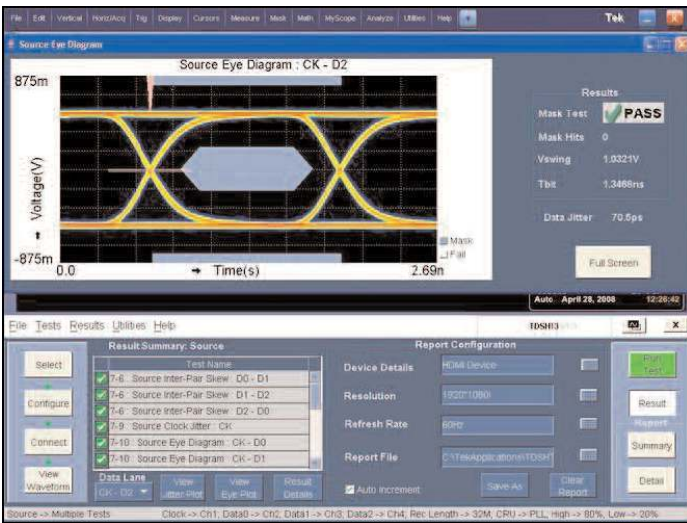 File Edit Vertical Horiz/Acq Trig Display Cursors Measure Mask Math MyScope Analyze Utilities Help Tek
Source Eye Diagram
Source Eye Diagram : CK - D2
875m
Voltage(V)
-875m
0.0
Time(s)
2.69n
Mask
Fail
Results
Mask Test PASS
Mask Hits 0
Vswing 1.0321V
Tbit 1.3468ns
Data Jitter 70.5ps
Full Screen
Auto April 28, 2008 12:26:42
File Tests Results Utilities Help
Select
Configure
Connect
View Waveform
Result Summary: Source
Test Name
7-6 Source Inter-Pair Skew : D0 - D1
7-6 Source Inter-Pair Skew : D1 - D2
7-6 Source Inter-Pair Skew : D2 - D0
7-9 Source Clock Jitter : CK
7-10 Source Eye Diagram : CK - D0
7-10 Source Eye Diagram : CK - D1
Data Lane
CK - D2
View Jitter Plot
View Eye Plot
Result Details
Report Configuration
Device Details HDMI Device
Resolution 1920*1080i
Refresh Rate 60Hz
Report File C:\TekApplications\TDSHT
Auto Increment
Save As
Clear Report
Run Test
Result
Report
Summary
Detail
Source -> Multiple Tests Clock -> Ch1, Data0 -> Ch2, Data1 -> Ch3, Data2 -> Ch4, Rec Length -> 32M, CRU -> PLL, High -> 80%, Low -> 20%